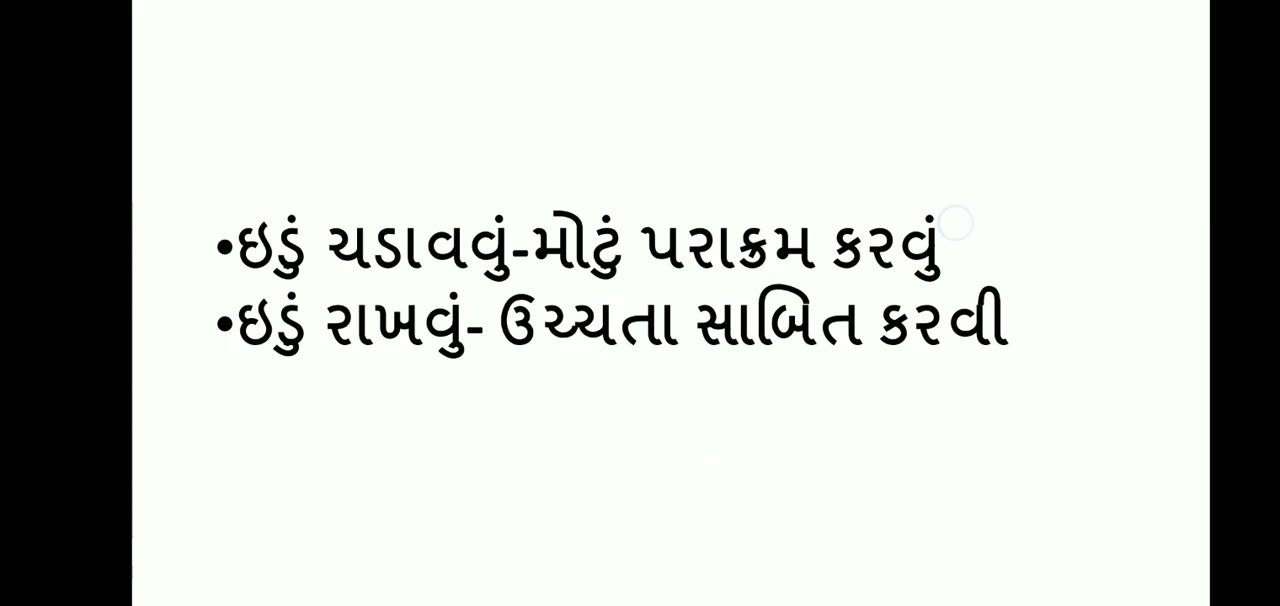 •ઇડું ચડાવવું-મોટું પરાક્રમ કરવું
•ઇડું રાખવું- ઉચ્ચતા સાબિત કરવી